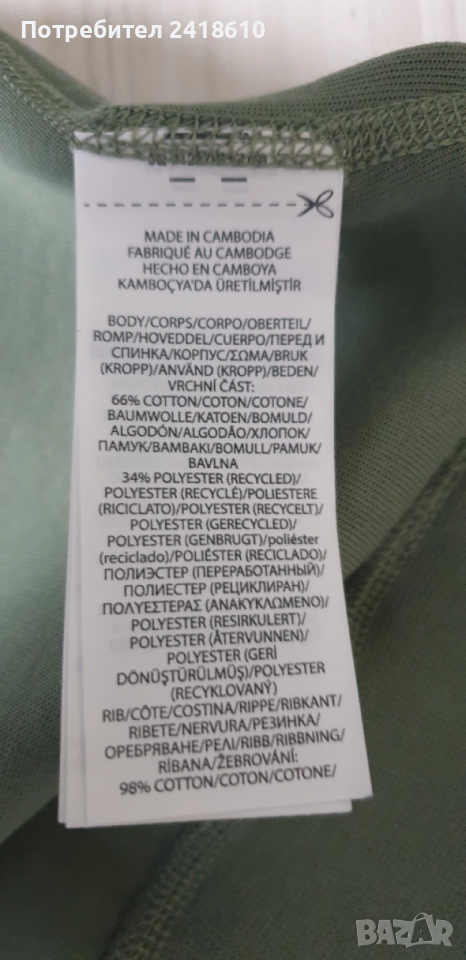 Потребител 2418610
MADE IN CAMBODIA
FABRIQUÉ AU CAMBODGE
HECHO EN CAMBOYA
KAMBOÇYA'DA ÜRETİLMİŞTİR
BODY/CORPS/CORPO/OBERTEIL/
ROMP/HOVEDDEL/CUERPO/ПЕРЕД И
СПИНКА/КОРПУС/ΣΩΜΑ/BRUK
(KROPP)/ANVÄND (KROPP)/BEDEN/
VRCHNÍ ČÁST:
66% COTTON/COTON/COTONE/
BAUMWOLLE/KATOEN/BOMULD/
ALGODÓN/ALGODÃO/ХЛОПОК/
ПАМУК/ΒΑΜΒΑΚΙ/BOMULL/PAMUK/
BAVLNA
34% POLYESTER (RECYCLED)/
POLYESTER (RECYCLÉ)/POLIESTERE
(RICICLATO)/POLYESTER (RECYCELT)/
POLYESTER (GERECYCLED)/
POLYESTER (GENBRUGT)/poliéster
(reciclado)/POLIÉSTER (RECICLADO)/
ПОЛИЭСТЕР (ПЕРЕРАБОТАННЫЙ)/
ПОЛИЕСТЕР (РЕЦИКЛИРАН)/
ΠΟΛΥΕΣΤΕΡΑΣ (ΑΝΑΚΥΚΛΩΜΕΝΟ)/
POLYESTER (RESIRKULERT)/
POLYESTER (ÅTERVUNNEN)/
POLYESTER (GERİ
DÖNÜŞTÜRÜLMÜŞ)/POLYESTER
(RECYKLOVANÝ)
RIB/CÔTE/COSTINA/RIPPE/RIBKANT/
RIBETE/NERVURA/РЕЗИНКА/
ОРЕБРЯВАНЕ/ΡΕΛΙ/RIBB/RIBBNING/
RİBANA/ŽEBROVÁNÍ:
98% COTTON/COTON/COTONE/
BAZAR